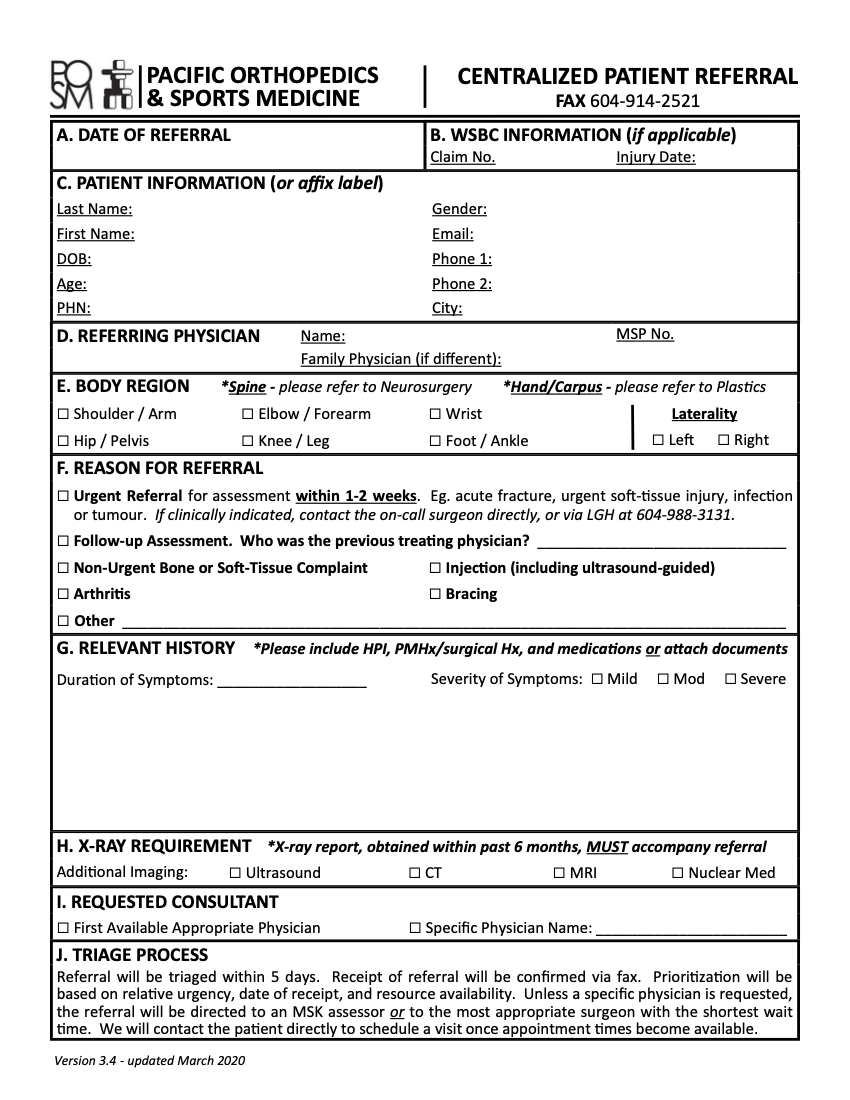 POSM PACIFIC ORTHOPEDICS & SPORTS MEDICINE
CENTRALIZED PATIENT REFERRAL
FAX 604-914-2521
A. DATE OF REFERRAL
B. WSBC INFORMATION (if applicable)
Claim No. Injury Date:
C. PATIENT INFORMATION (or affix label)
Last Name: Gender:
First Name: Email:
DOB: Phone 1:
Age: Phone 2:
PHN: City:
D. REFERRING PHYSICIAN Name: MSP No.
Family Physician (if different):
E. BODY REGION *Spine - please refer to Neurosurgery *Hand/Carpus - please refer to Plastics
☐ Shoulder / Arm ☐ Elbow / Forearm ☐ Wrist Laterality
☐ Hip / Pelvis ☐ Knee / Leg ☐ Foot / Ankle ☐ Left ☐ Right
F. REASON FOR REFERRAL
☐ Urgent Referral for assessment within 1-2 weeks. Eg. acute fracture, urgent soft-tissue injury, infection
or tumour. If clinically indicated, contact the on-call surgeon directly, or via LGH at 604-988-3131.
☐ Follow-up Assessment. Who was the previous treating physician? ______________________________
☐ Non-Urgent Bone or Soft-Tissue Complaint ☐ Injection (including ultrasound-guided)
☐ Arthritis ☐ Bracing
☐ Other ______________________________
G. RELEVANT HISTORY *Please include HPI, PMHx/surgical Hx, and medications or attach documents
Duration of Symptoms: __________________ Severity of Symptoms: ☐ Mild ☐ Mod ☐ Severe
H. X-RAY REQUIREMENT *X-ray report, obtained within past 6 months, MUST accompany referral
Additional Imaging: ☐ Ultrasound ☐ CT ☐ MRI ☐ Nuclear Med
I. REQUESTED CONSULTANT
☐ First Available Appropriate Physician ☐ Specific Physician Name: _______________________
J. TRIAGE PROCESS
Referral will be triaged within 5 days. Receipt of referral will be confirmed via fax. Prioritization will be
based on relative urgency, date of receipt, and resource availability. Unless a specific physician is requested,
the referral will be directed to an MSK assessor or to the most appropriate surgeon with the shortest wait
time. We will contact the patient directly to schedule a visit once appointment times become available.
Version 3.4 - updated March 2020